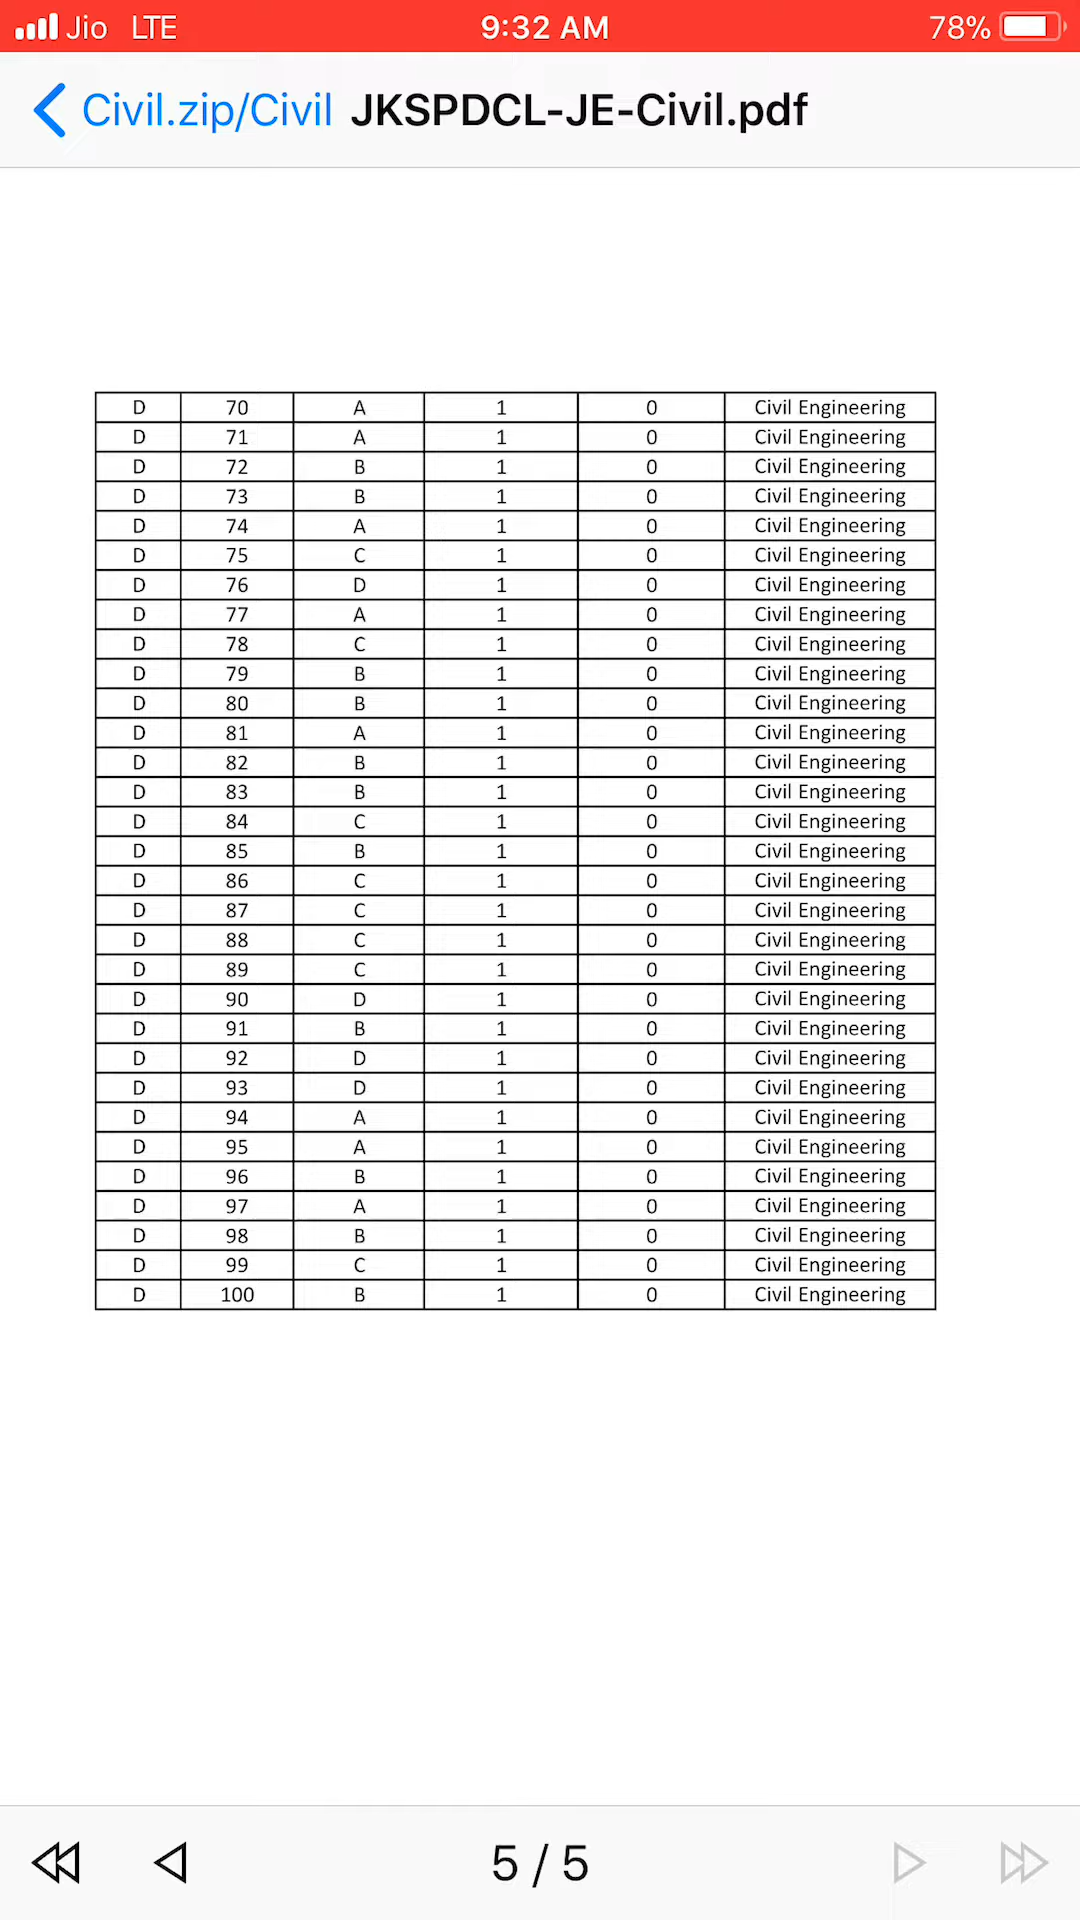 Jio LTE 9:32 AM 78%
Civil.zip/Civil JKSPDCL-JE-Civil.pdf
D 70 A 1 0 Civil Engineering
D 71 A 1 0 Civil Engineering
D 72 B 1 0 Civil Engineering
D 73 B 1 0 Civil Engineering
D 74 A 1 0 Civil Engineering
D 75 C 1 0 Civil Engineering
D 76 D 1 0 Civil Engineering
D 77 A 1 0 Civil Engineering
D 78 C 1 0 Civil Engineering
D 79 B 1 0 Civil Engineering
D 80 B 1 0 Civil Engineering
D 81 A 1 0 Civil Engineering
D 82 B 1 0 Civil Engineering
D 83 B 1 0 Civil Engineering
D 84 C 1 0 Civil Engineering
D 85 B 1 0 Civil Engineering
D 86 C 1 0 Civil Engineering
D 87 C 1 0 Civil Engineering
D 88 C 1 0 Civil Engineering
D 89 C 1 0 Civil Engineering
D 90 D 1 0 Civil Engineering
D 91 B 1 0 Civil Engineering
D 92 D 1 0 Civil Engineering
D 93 D 1 0 Civil Engineering
D 94 A 1 0 Civil Engineering
D 95 A 1 0 Civil Engineering
D 96 B 1 0 Civil Engineering
D 97 A 1 0 Civil Engineering
D 98 B 1 0 Civil Engineering
D 99 C 1 0 Civil Engineering
D 100 B 1 0 Civil Engineering
5 / 5